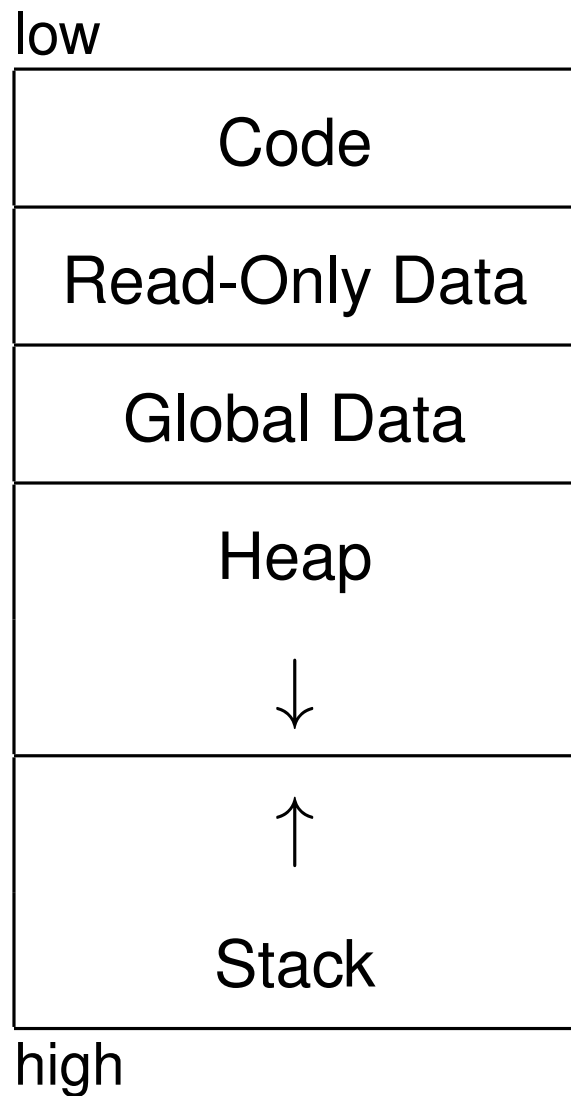 low
Code
Read-Only Data
Global Data
Heap
↓
↑
Stack
high